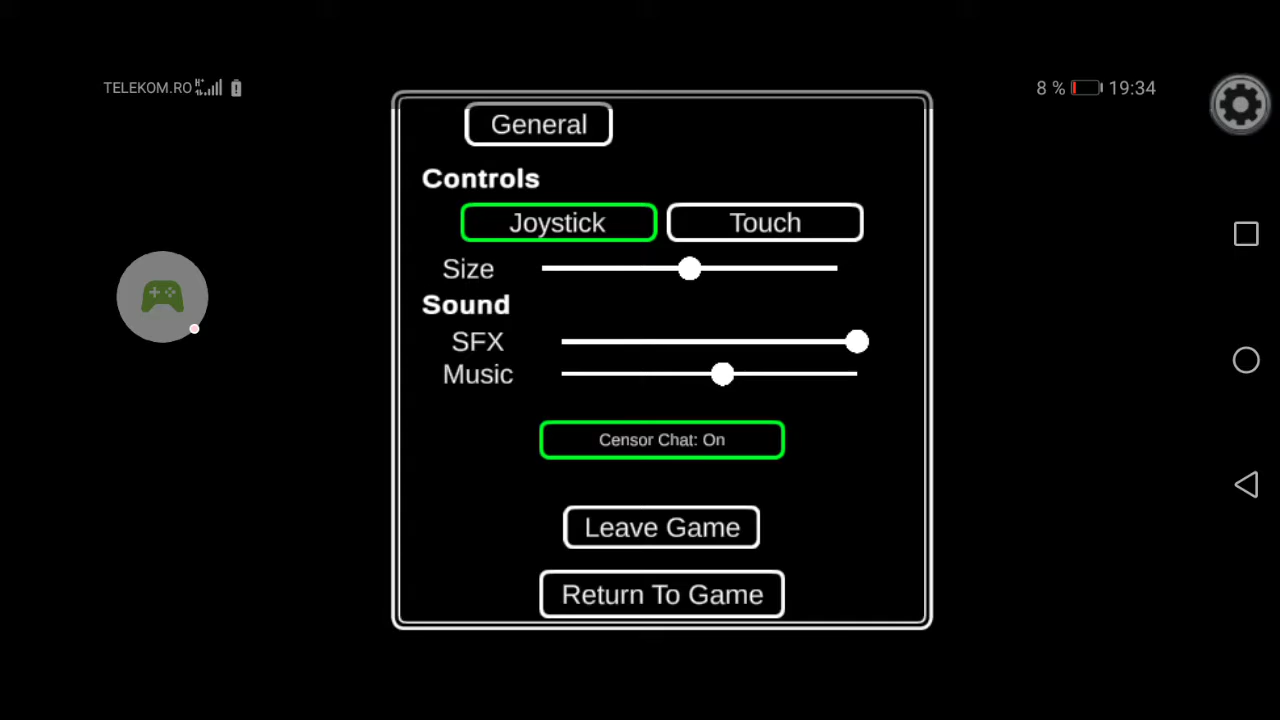 TELEKOM.RO
8 % 19:34
General
Controls
Joystick Touch
Size
Sound
SFX
Music
Censor Chat: On
Leave Game
Return To Game